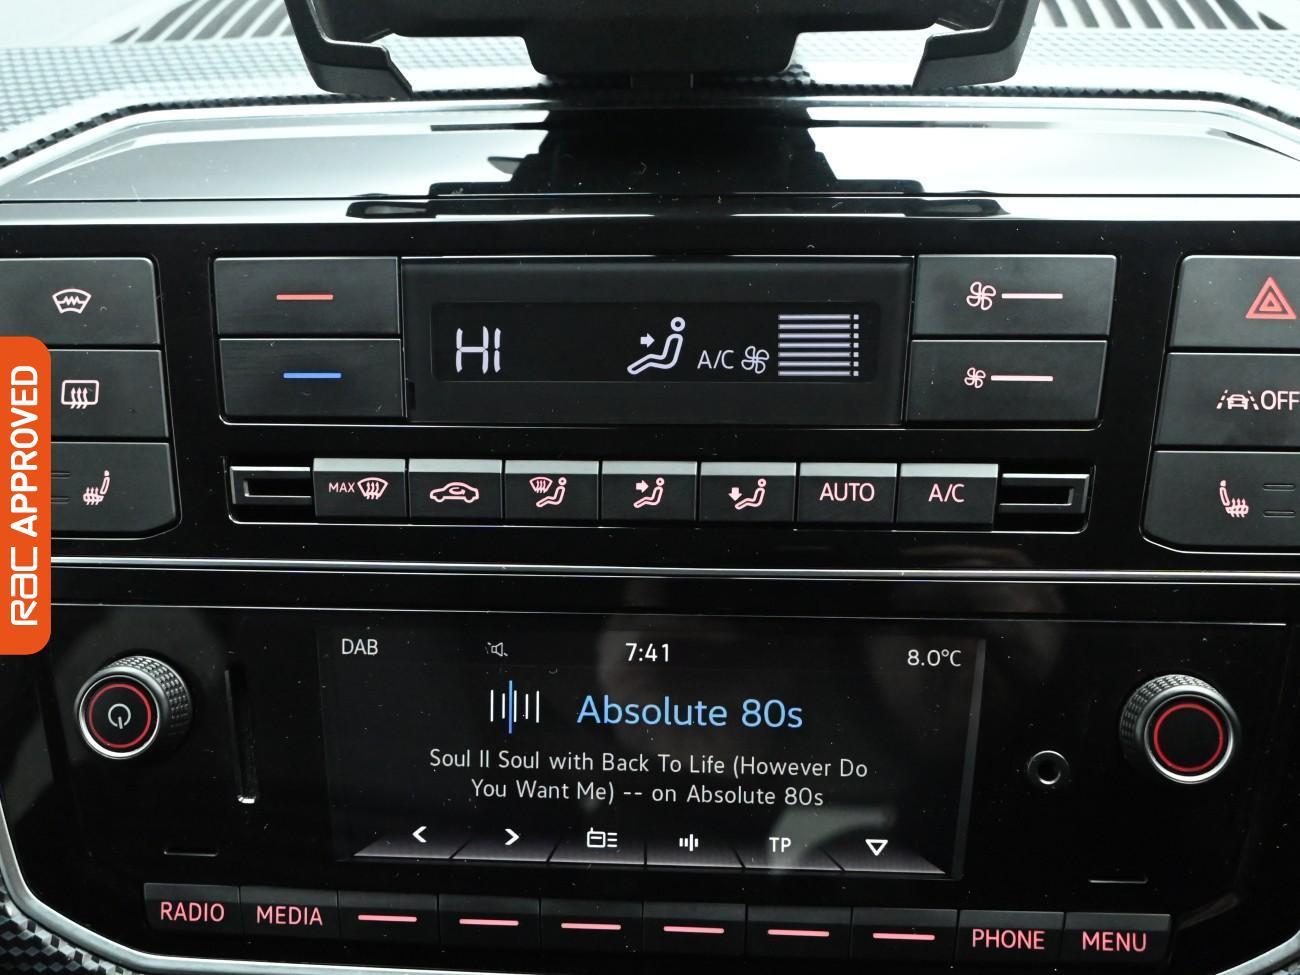 HI
A/C
OFF
MAX
AUTO
A/C
rac APPROVED
DAB
7:41
8.0°C
Absolute 80s
Soul II Soul with Back To Life (However Do
You Want Me) -- on Absolute 80s
TP
RADIO
MEDIA
PHONE
MENU